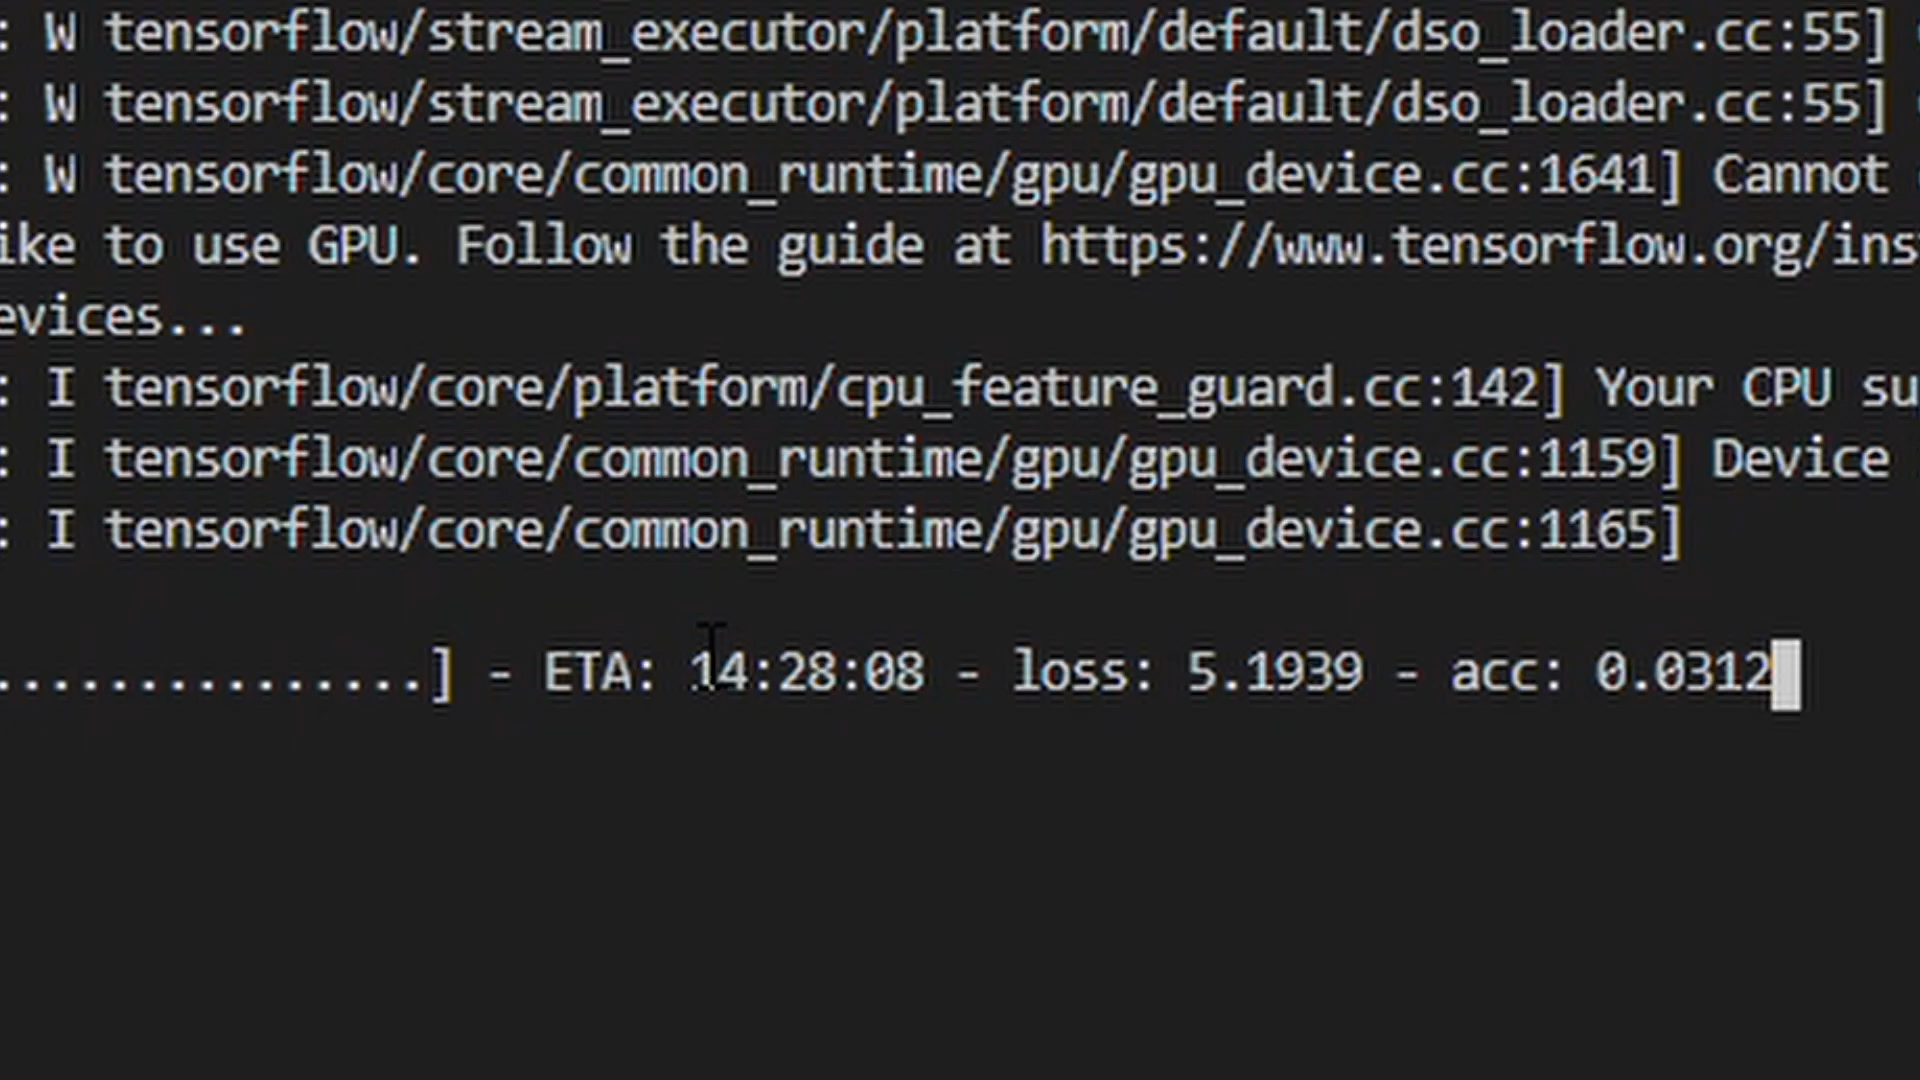 : W tensorflow/stream_executor/platform/default/dso_loader.cc:55]
: W tensorflow/stream_executor/platform/default/dso_loader.cc:55]
: W tensorflow/core/common_runtime/gpu/gpu_device.cc:1641] Cannot
ike to use GPU. Follow the guide at https://www.tensorflow.org/ins
evices...
: I tensorflow/core/platform/cpu_feature_guard.cc:142] Your CPU su
: I tensorflow/core/common_runtime/gpu/gpu_device.cc:1159] Device
: I tensorflow/core/common_runtime/gpu/gpu_device.cc:1165]
...............] - ETA: 14:28:08 - loss: 5.1939 - acc: 0.0312